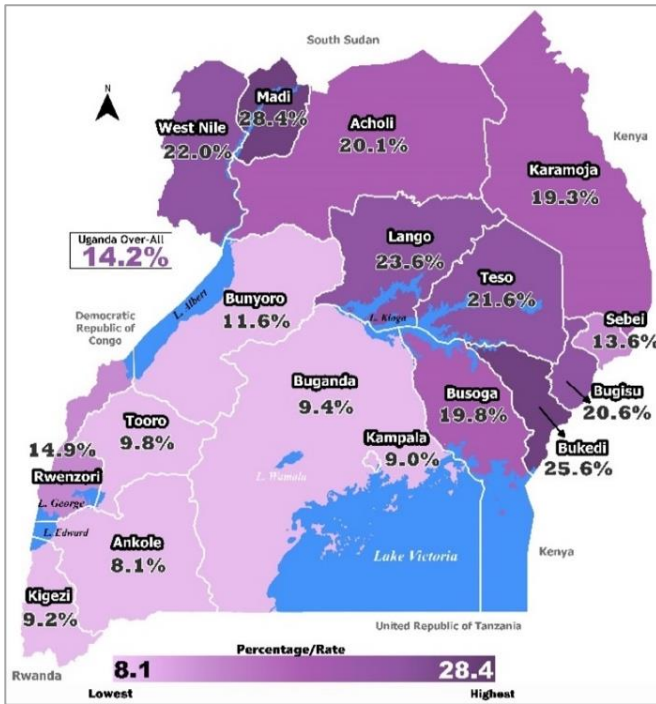 South Sudan
Madi
28.4%
West Nile
22.0%
Acholi
20.1%
Kenya
Karamoja
19.3%
Uganda Over-All
14.2%
Lango
23.6%
Teso
21.6%
L. Albert
Bunyoro
11.6%
L. Kioga
Democratic
Republic of
Congo
Sebei
13.6%
Buganda
9.4%
Busoga
19.8%
Bugisu
20.6%
Tooro
9.8%
Kampala
9.0%
Bukedi
25.6%
14.9%
Rwenzori
L. Wamala
L. George
L. Edward
Ankole
8.1%
Lake Victoria
Kenya
Kigezi
9.2%
United Republic of Tanzania
Rwanda
Percentage/Rate
8.1
28.4
Lowest
Highest